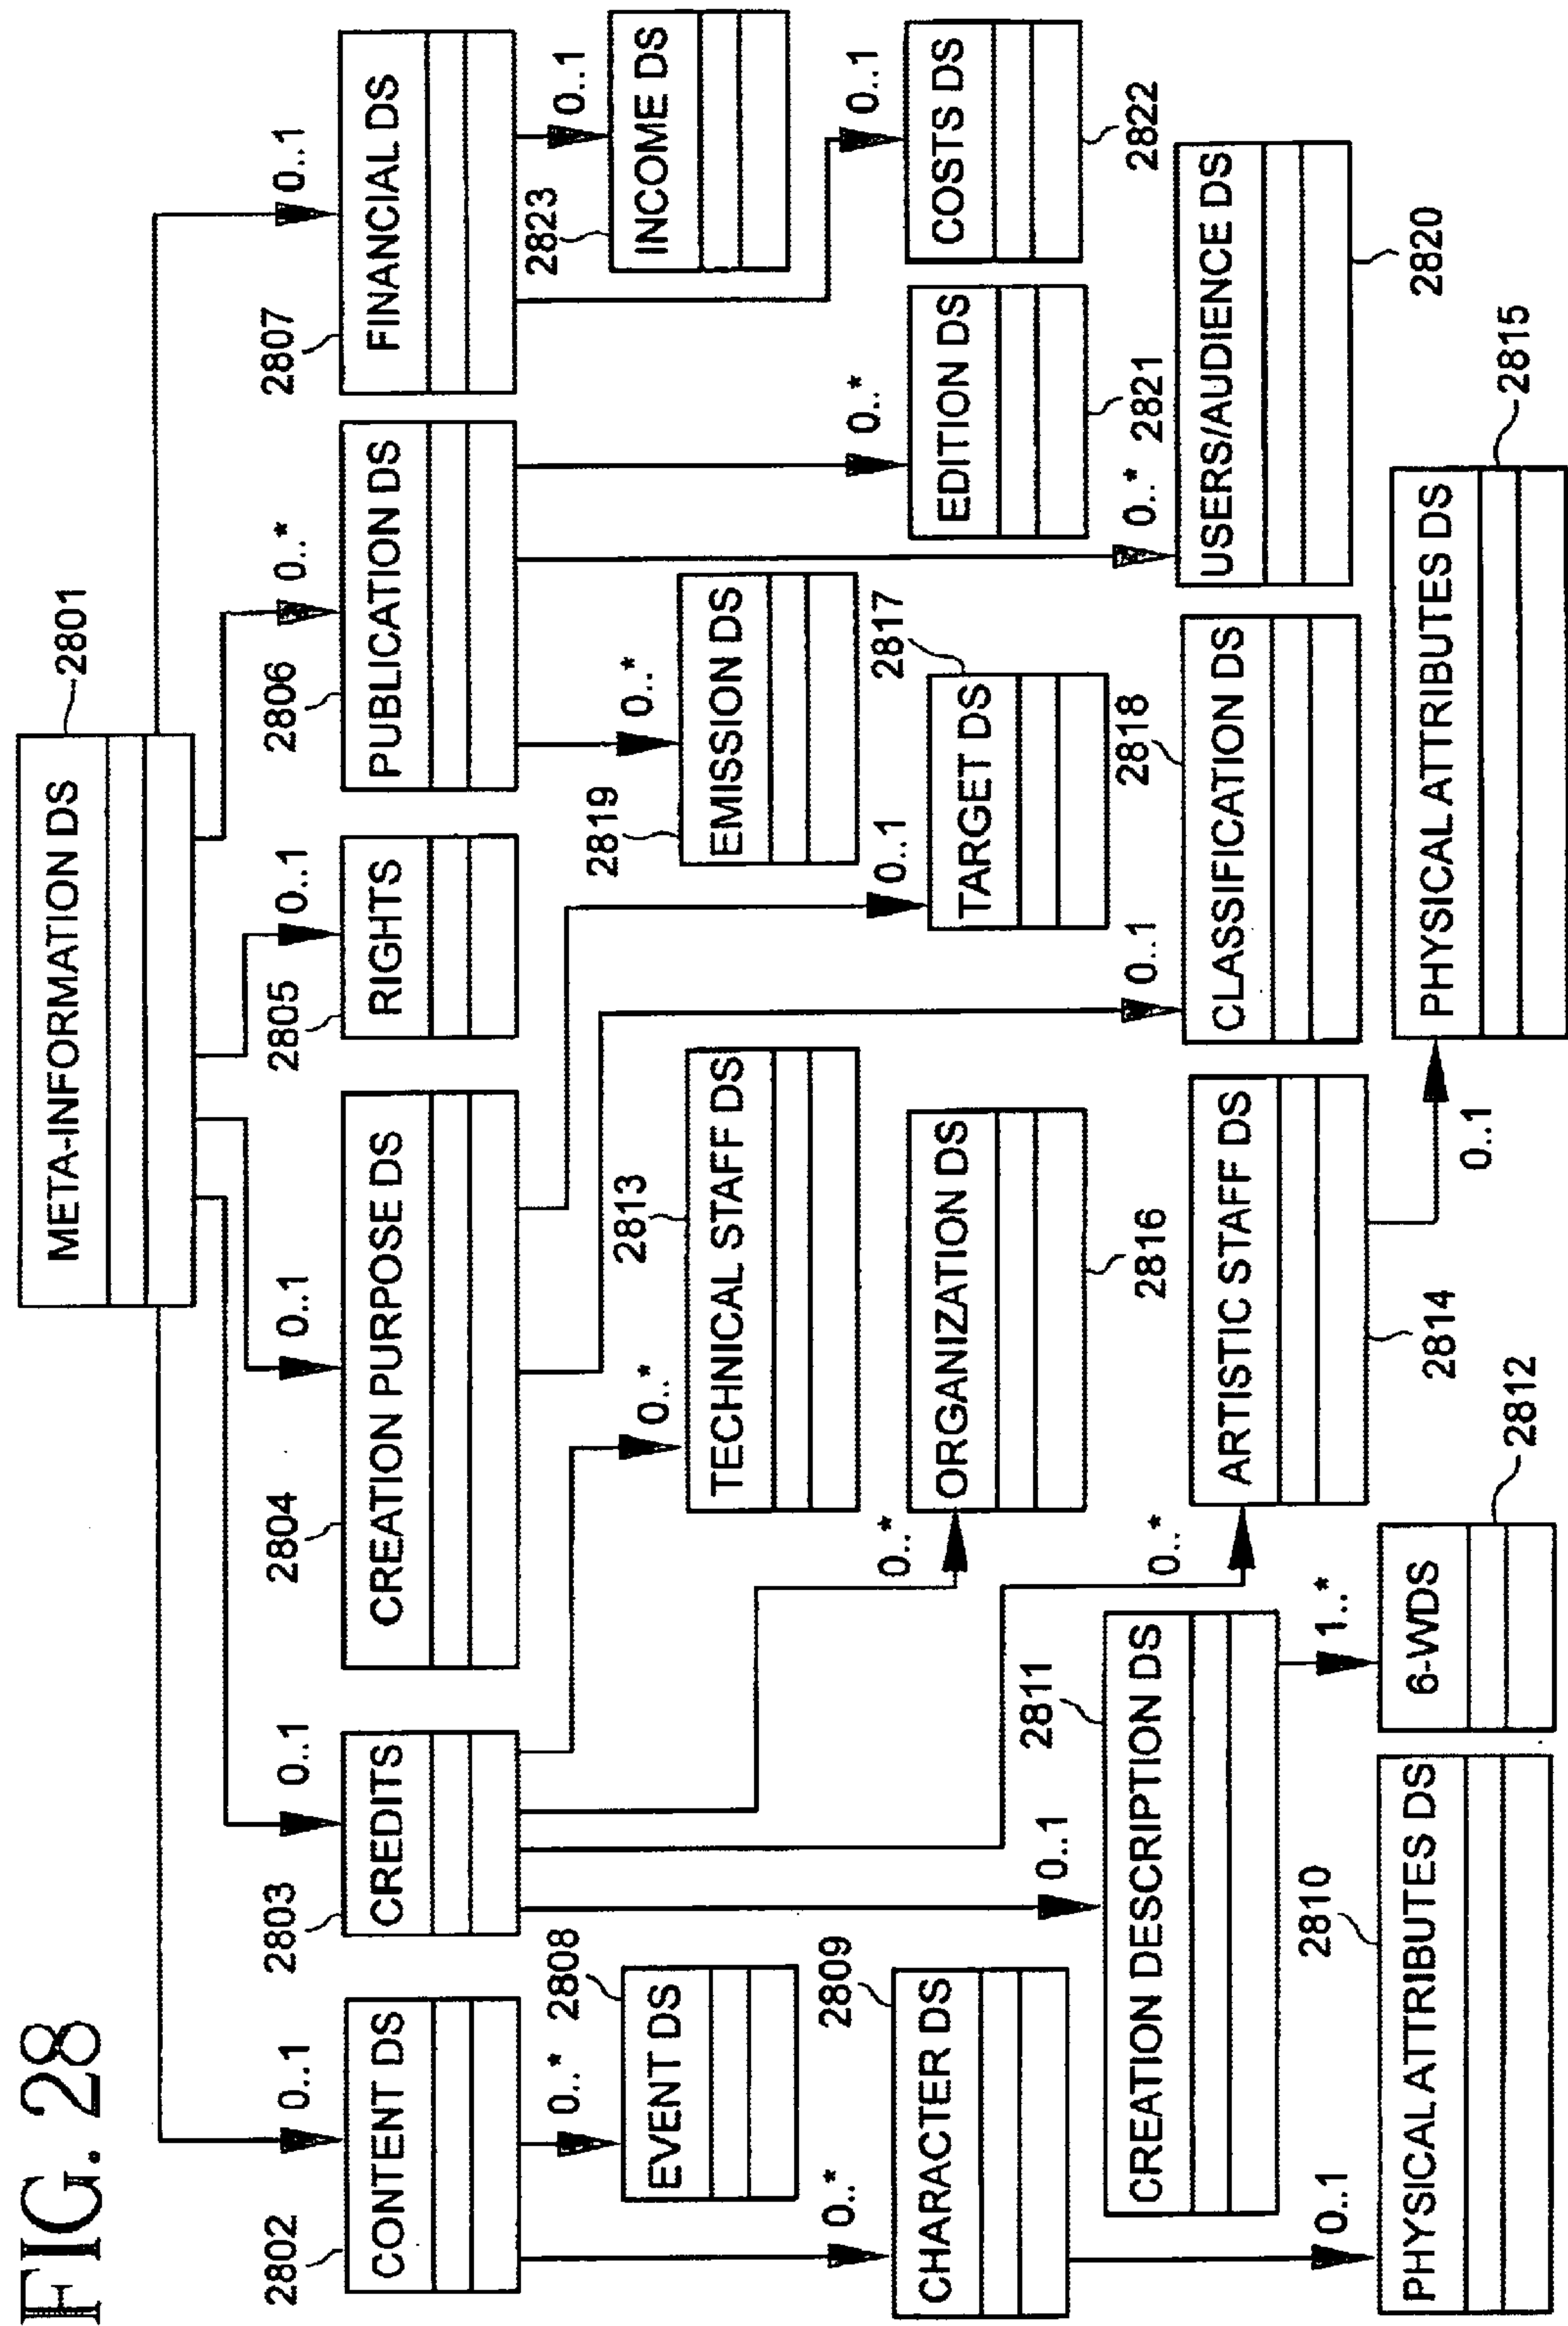 FIG. 28
META-INFORMATION DS
2801
0..1
0..1
0..1
0..1
0..*
0..1
2802
CONTENT DS
2803
CREDITS
2804
CREATION PURPOSE DS
2805
RIGHTS
2806
PUBLICATION DS
2807
FINANCIAL DS
0..*
2808
EVENT DS
0..*
2813
TECHNICAL STAFF DS
2819
0..*
EMISSION DS
2823
0..1
INCOME DS
0..*
2809
CHARACTER DS
0..*
ORGANIZATION DS
2816
0..1
2817
TARGET DS
0..*
EDITION DS
2821
0..1
COSTS DS
2822
0..1
2811
CREATION DESCRIPTION DS
0..*
ARTISTIC STAFF DS
2814
0..1
2818
CLASSIFICATION DS
0..*
USERS/AUDIENCE DS
2820
0..1
2810
PHYSICAL ATTRIBUTES DS
1..*
6-WDS
2812
0..1
PHYSICAL ATTRIBUTES DS
2815